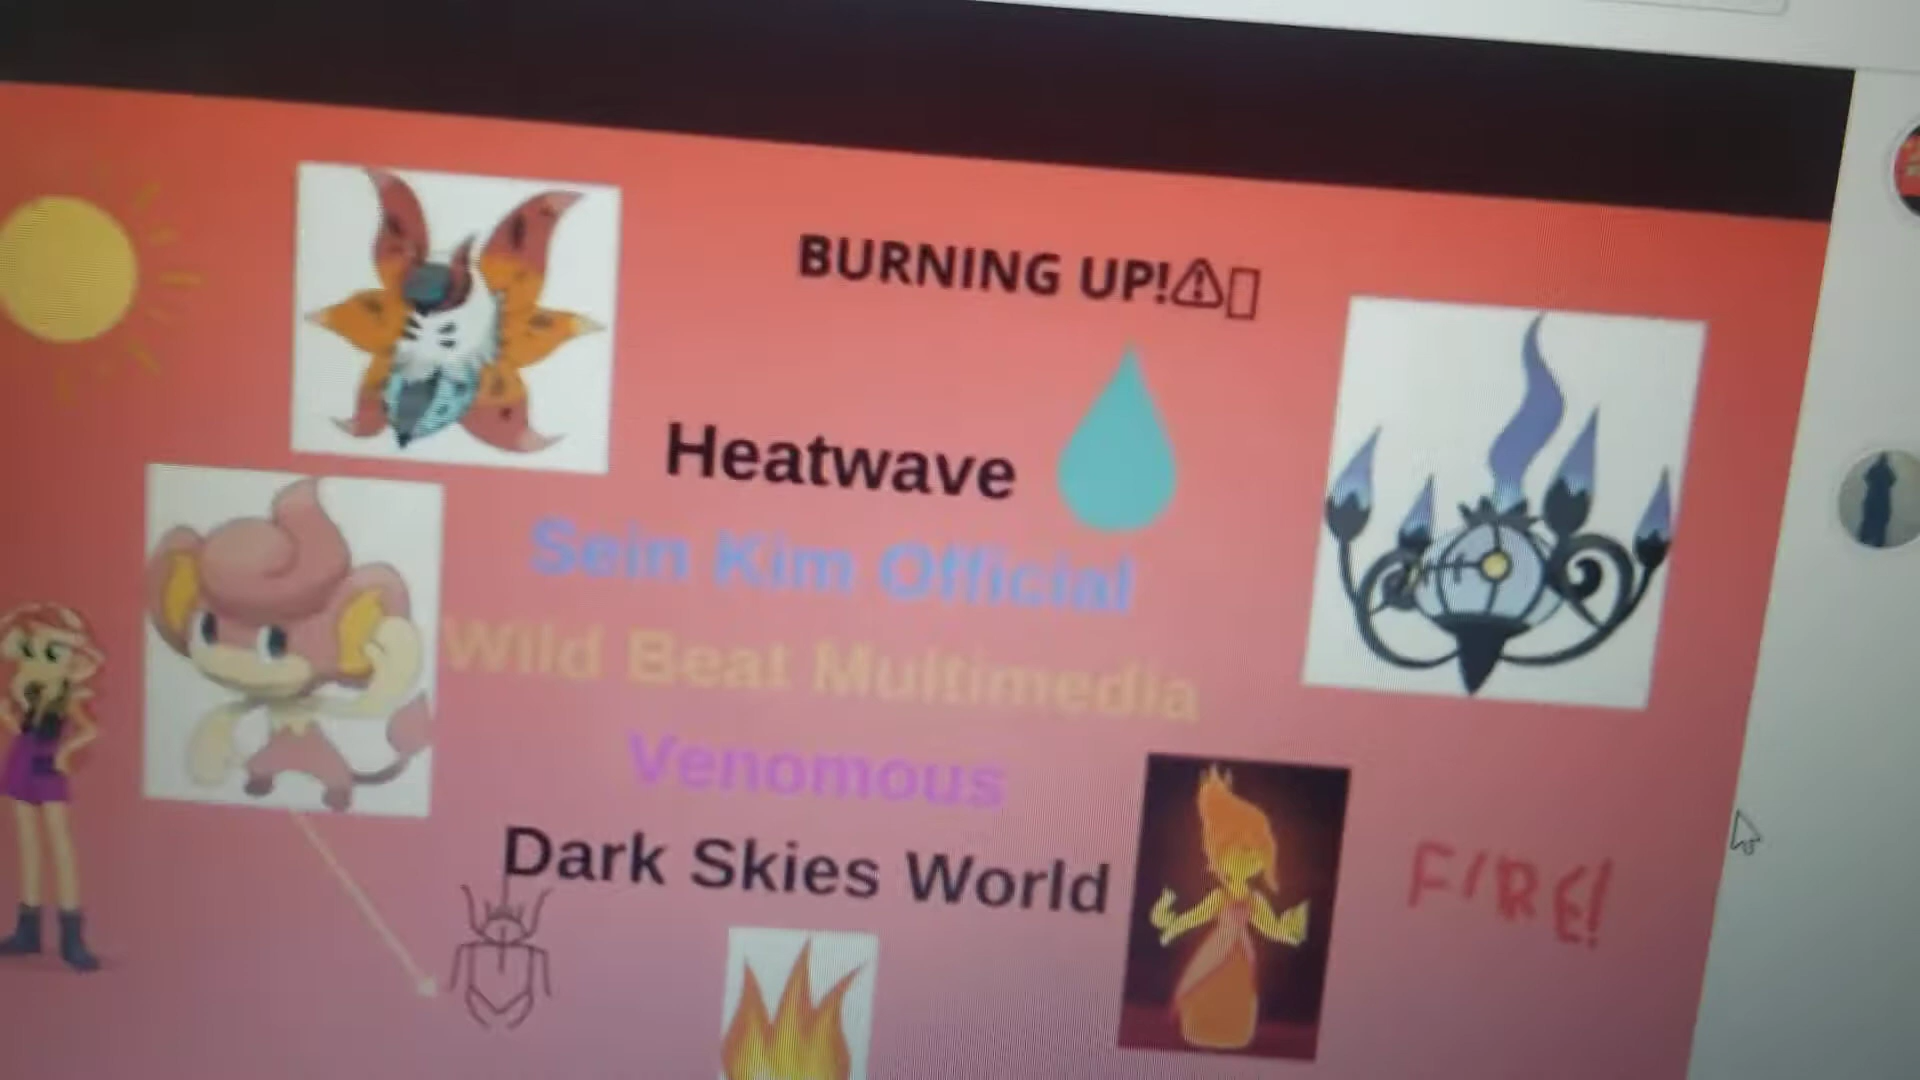 BURNING UP!⚠▯
Heatwave
Sein Kim Official
Wild Beat Multimedia
Venomous
Dark Skies World
FIRE!